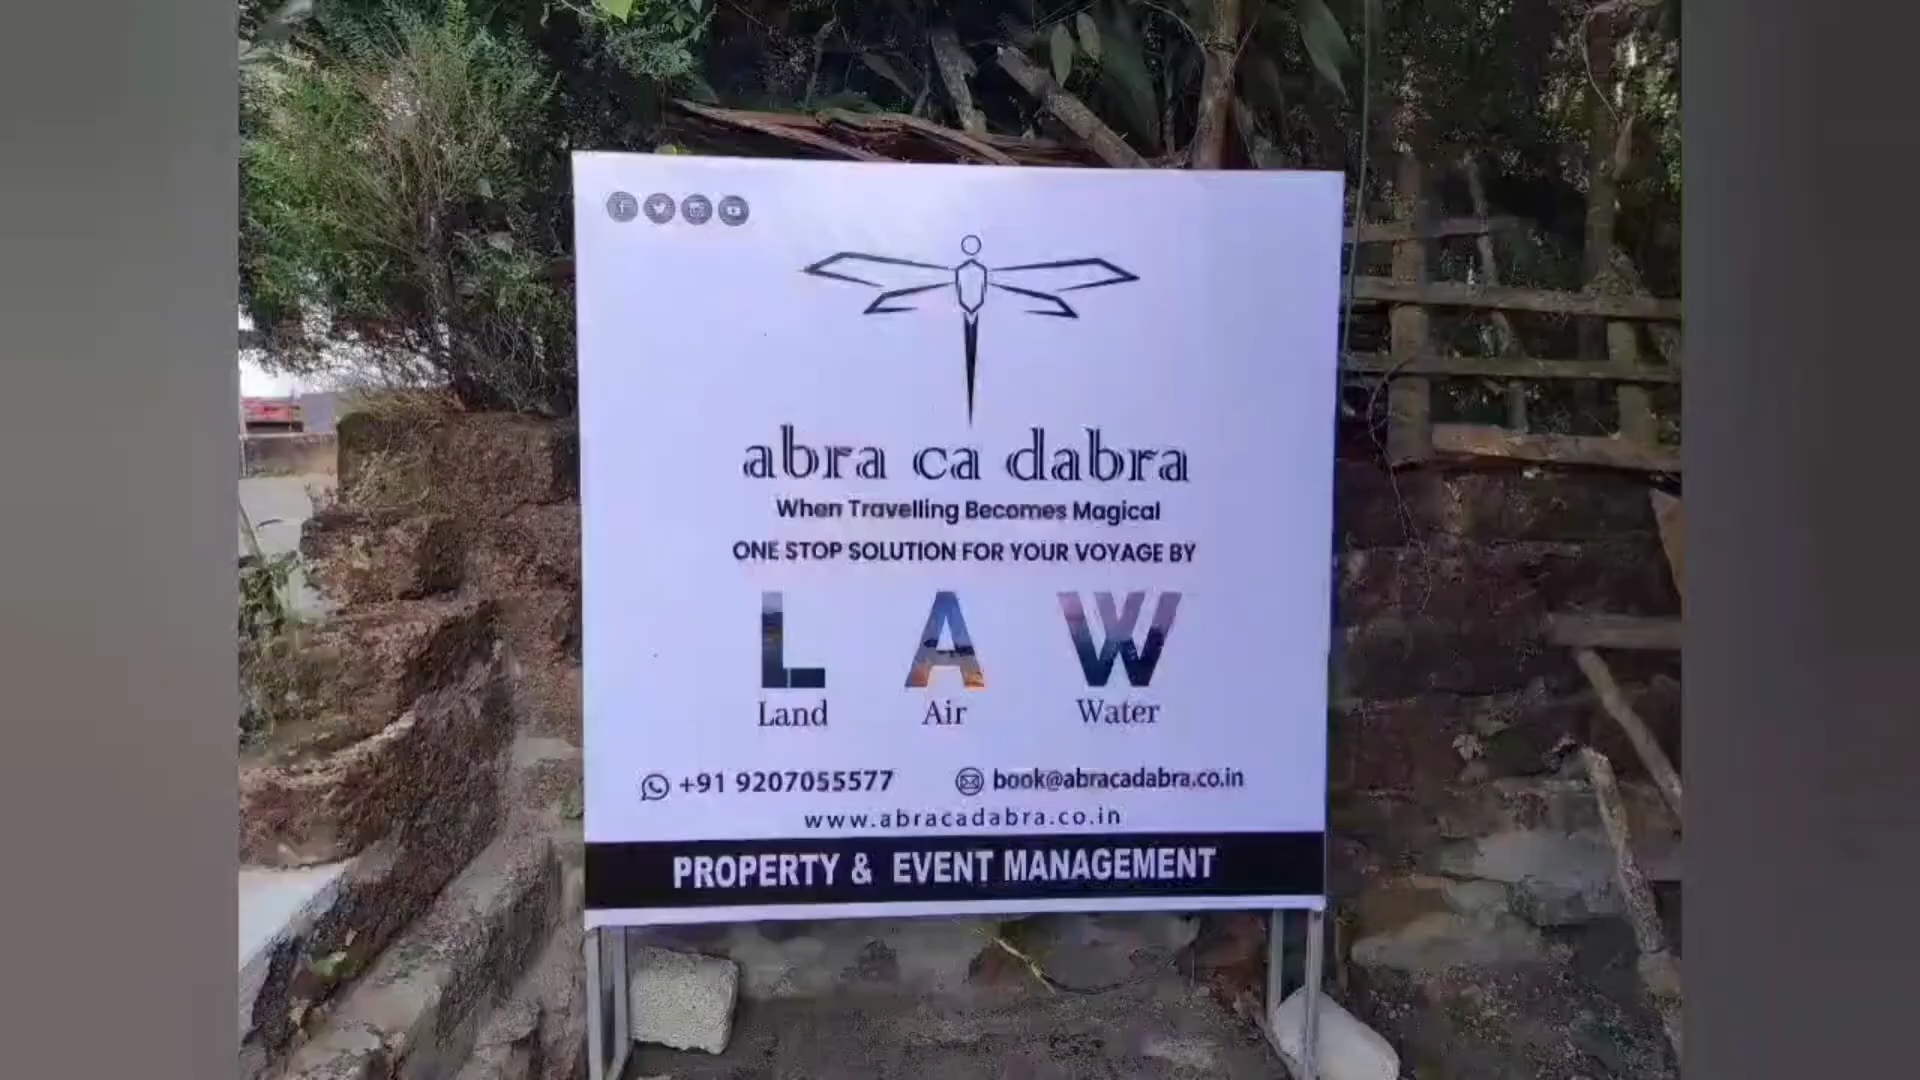 abra ca dabra
When Travelling Becomes Magical
ONE STOP SOLUTION FOR YOUR VOYAGE BY
L A W
Land Air Water
+91 9207055577 book@abracadabra.co.in
www.abracadabra.co.in
PROPERTY & EVENT MANAGEMENT